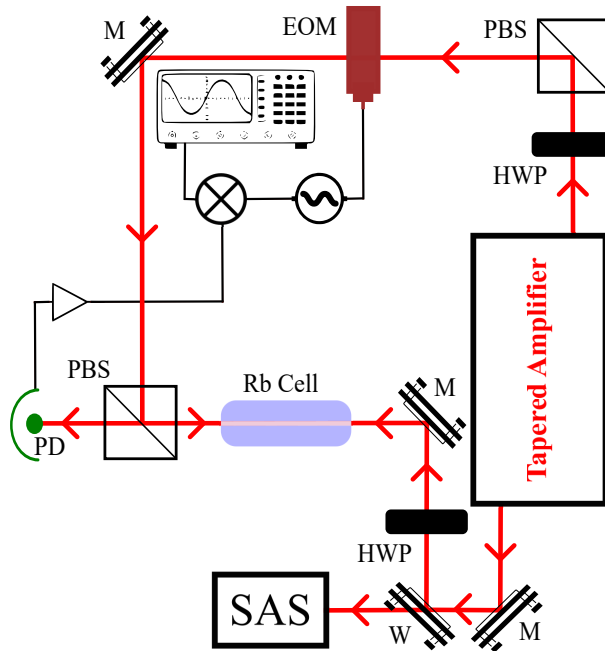 M
EOM
PBS
HWP
Tapered Amplifier
PBS
Rb Cell
M
PD
HWP
SAS
W
M